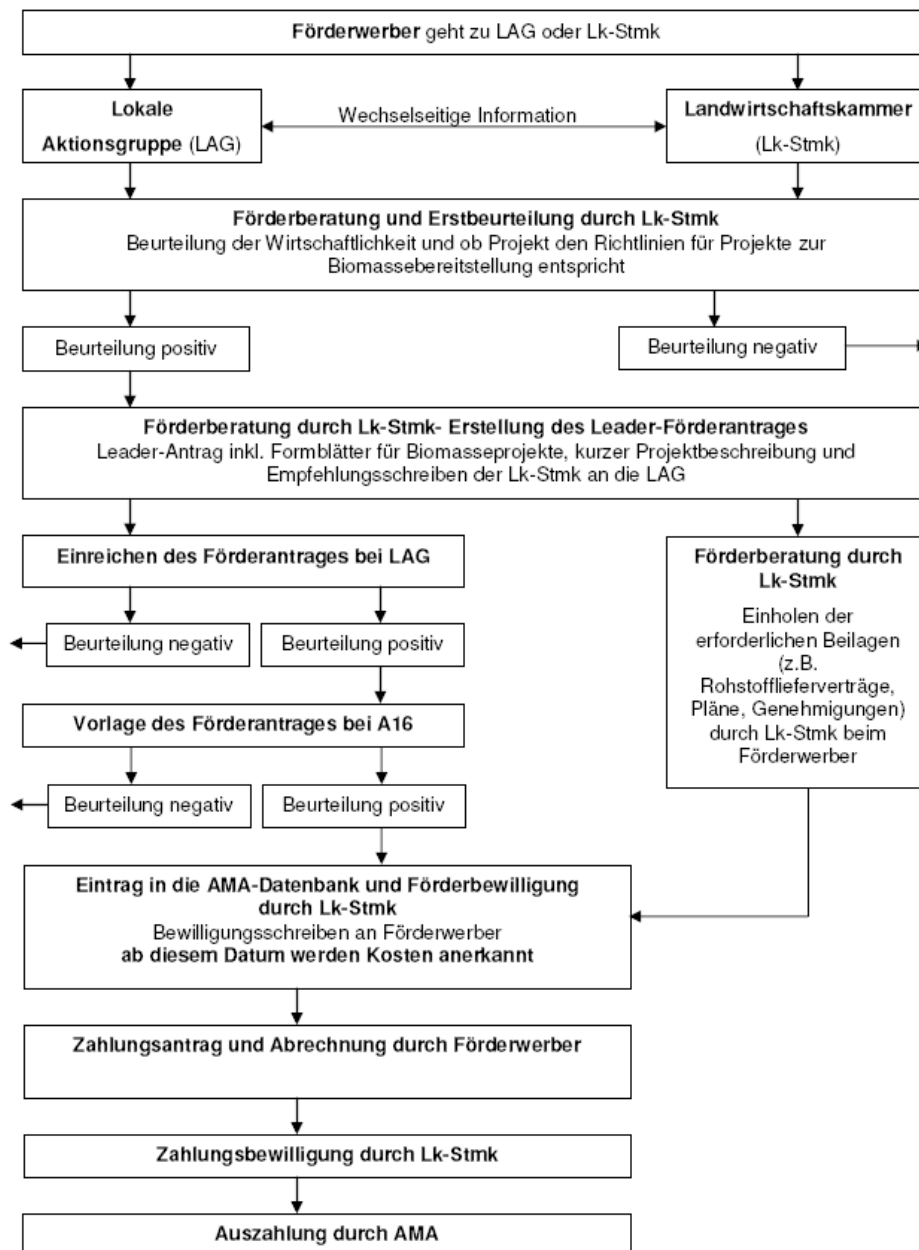 Förderwerber geht zu LAG oder Lk-Stmk
Lokale
Aktionsgruppe (LAG)
Wechselseitige Information
Landwirtschaftskammer
(Lk-Stmk)
Förderberatung und Erstbeurteilung durch Lk-Stmk
Beurteilung der Wirtschaftlichkeit und ob Projekt den Richtlinien für Projekte zur
Biomassebereitstellung entspricht
Beurteilung positiv
Beurteilung negativ
Förderberatung durch Lk-Stmk- Erstellung des Leader-Förderantrages
Leader-Antrag inkl. Formblätter für Biomasseprojekte, kurzer Projektbeschreibung und
Empfehlungsschreiben der Lk-Stmk an die LAG
Einreichen des Förderantrages bei LAG
Beurteilung negativ
Beurteilung positiv
Vorlage des Förderantrages bei A16
Beurteilung negativ
Beurteilung positiv
Förderberatung durch
Lk-Stmk
Einholen der
erforderlichen Beilagen
(z.B.
Rohstofflieferverträge,
Pläne, Genehmigungen)
durch Lk-Stmk beim
Förderwerber
Eintrag in die AMA-Datenbank und Förderbewilligung
durch Lk-Stmk
Bewilligungsschreiben an Förderwerber
ab diesem Datum werden Kosten anerkannt
Zahlungsantrag und Abrechnung durch Förderwerber
Zahlungsbewilligung durch Lk-Stmk
Auszahlung durch AMA